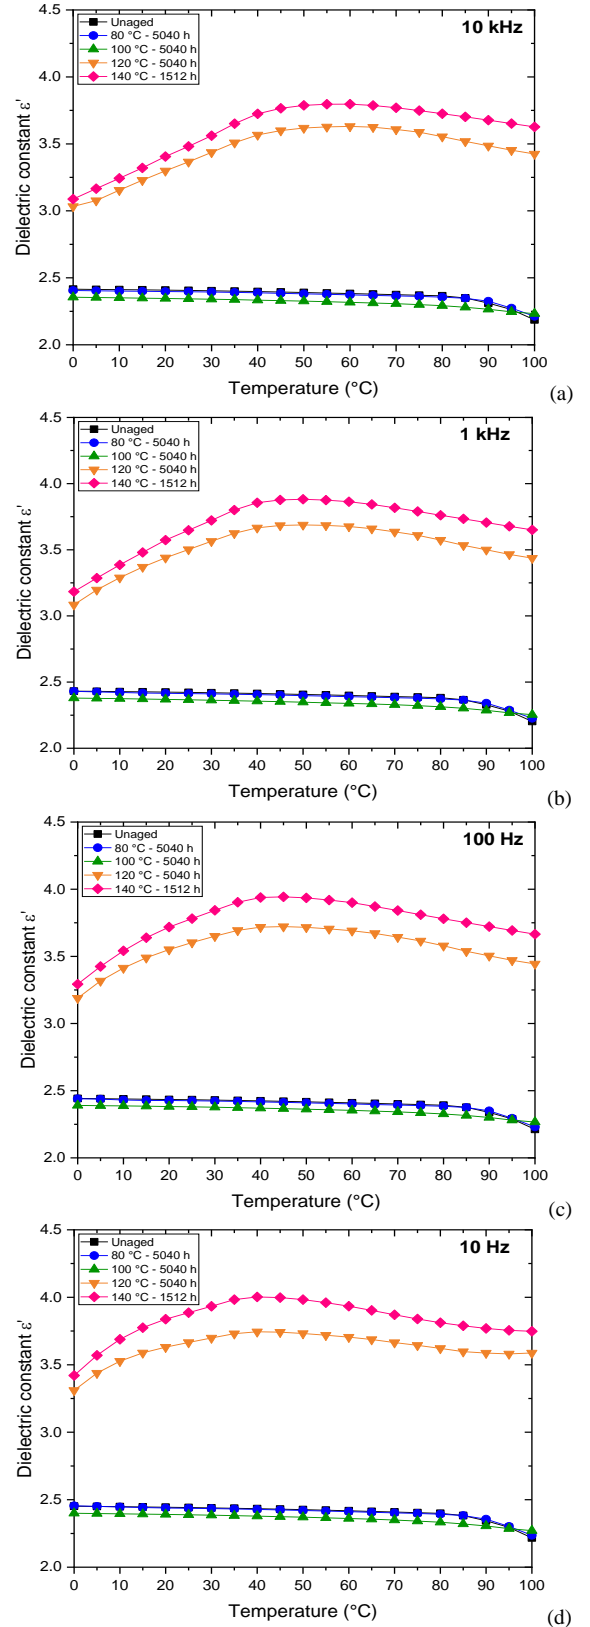 10 kHz
Unaged
80 °C - 5040 h
100 °C - 5040 h
120 °C - 5040 h
140 °C - 1512 h
Dielectric constant ε'
4.5
4.0
3.5
3.0
2.5
2.0
0 10 20 30 40 50 60 70 80 90 100
Temperature (°C)
(a)
1 kHz
Unaged
80 °C - 5040 h
100 °C - 5040 h
120 °C - 5040 h
140 °C - 1512 h
Dielectric constant ε'
4.5
4.0
3.5
3.0
2.5
2.0
0 10 20 30 40 50 60 70 80 90 100
Temperature (°C)
(b)
100 Hz
Unaged
80 °C - 5040 h
100 °C - 5040 h
120 °C - 5040 h
140 °C - 1512 h
Dielectric constant ε'
4.5
4.0
3.5
3.0
2.5
2.0
0 10 20 30 40 50 60 70 80 90 100
Temperature (°C)
(c)
10 Hz
Unaged
80 °C - 5040 h
100 °C - 5040 h
120 °C - 5040 h
140 °C - 1512 h
Dielectric constant ε'
4.5
4.0
3.5
3.0
2.5
2.0
0 10 20 30 40 50 60 70 80 90 100
Temperature (°C)
(d)